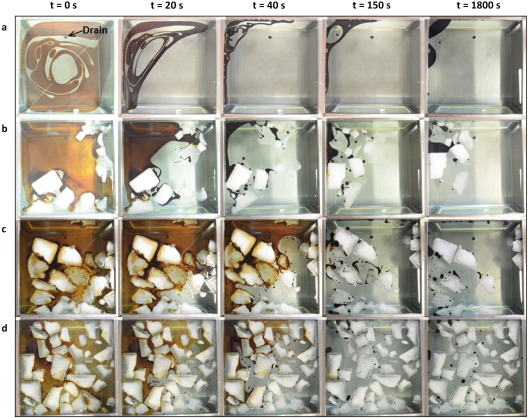 t = 0 s t = 20 s t = 40 s t = 150 s t = 1800 s
a
Drain
b
c
d